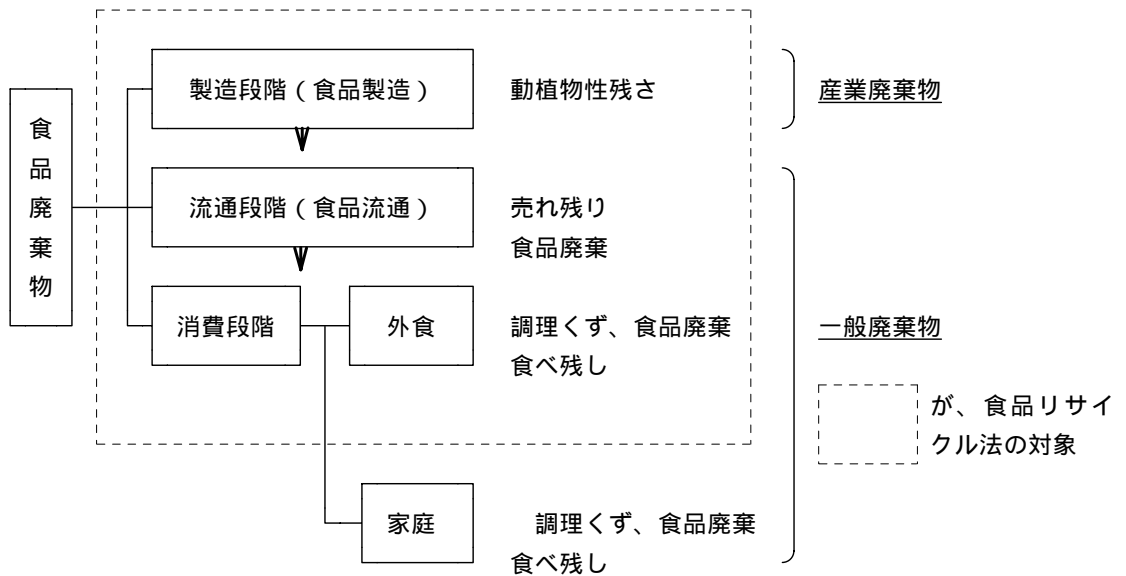 食品廃棄物
製造段階（食品製造）
動植物性残さ
産業廃棄物
流通段階（食品流通）
売れ残り
食品廃棄
消費段階
外食
調理くず、食品廃棄
食べ残し
一般廃棄物
が、食品リサイ
クル法の対象
家庭
調理くず、食品廃棄
食べ残し